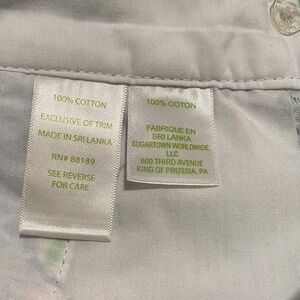 100% COTTON
EXCLUSIVE OF TRIM
MADE IN SRI LANKA
RN# 88189
SEE REVERSE
FOR CARE
100% COTON
FABRIQUE EN
SRI LANKA
SUGARTOWN WORLDWIDE,
LLC
800 THIRD AVENUE
KING OF PRUSSIA, PA